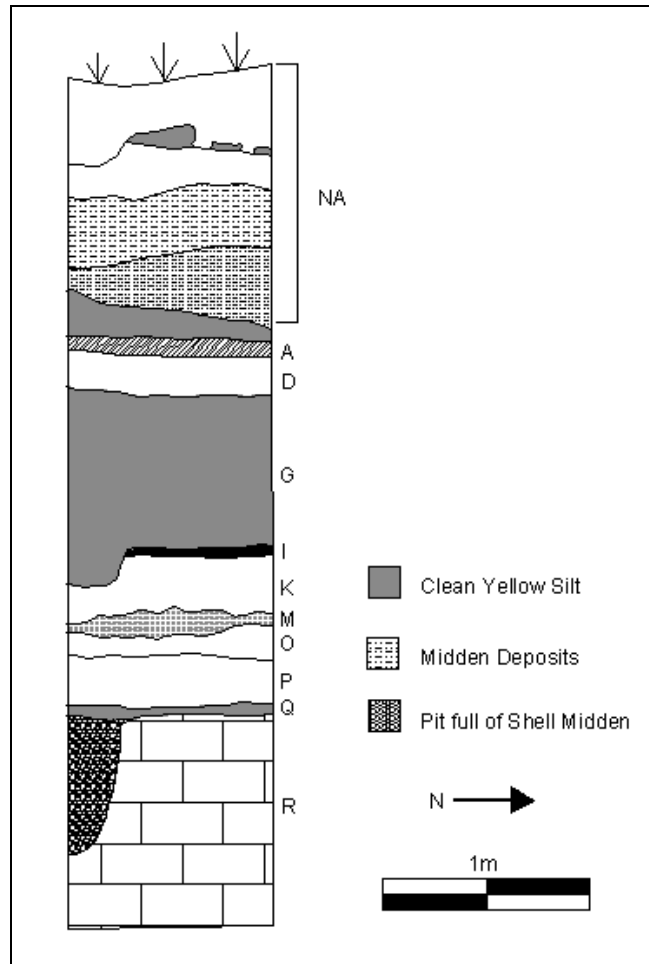 NA
A
D
G
I
K
M
O
P
Q
R
Clean Yellow Silt
Midden Deposits
Pit full of Shell Midden
N
1m